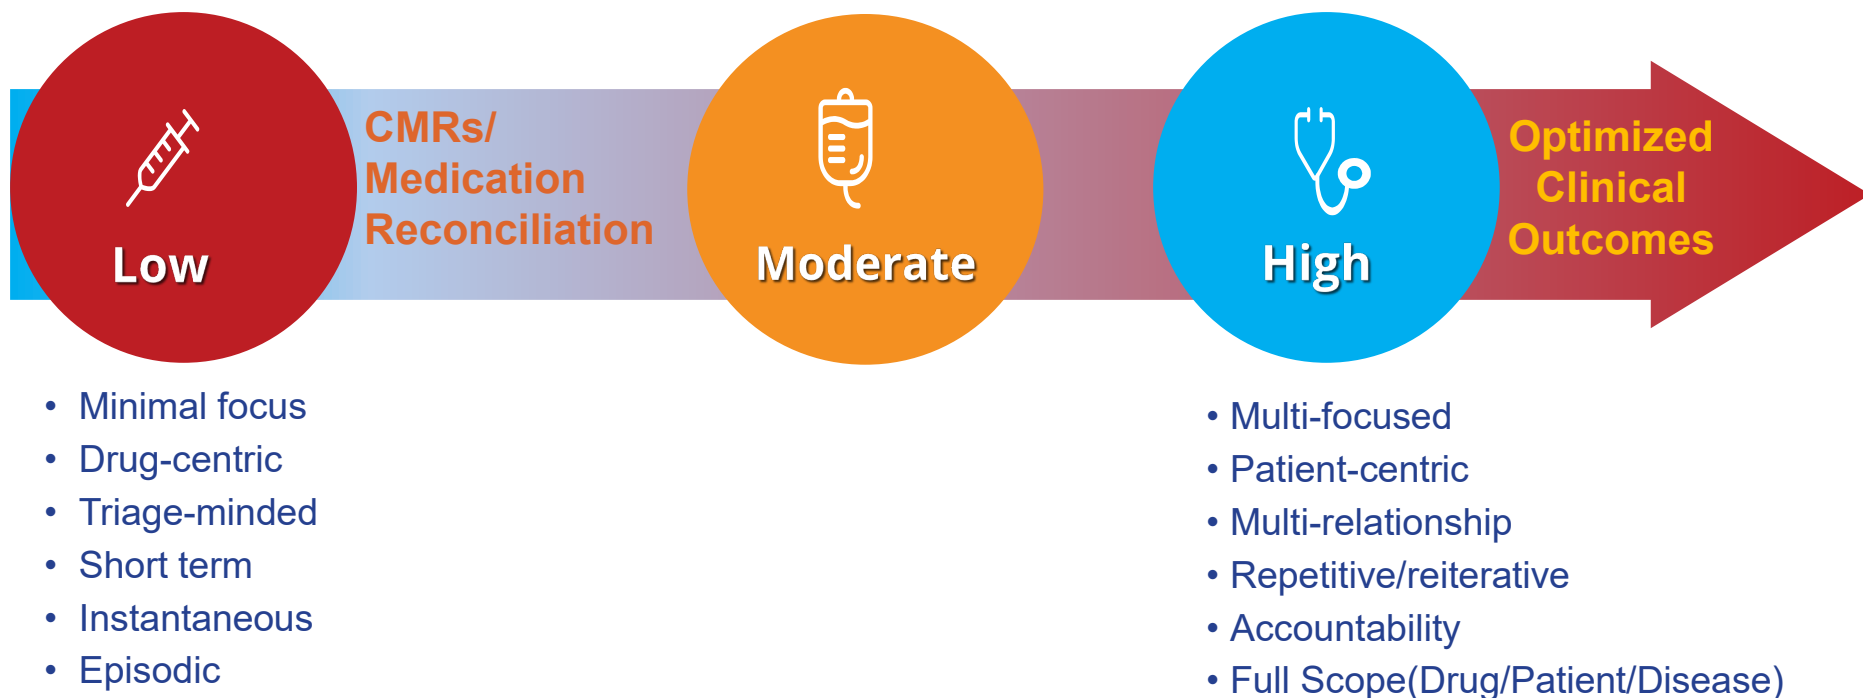 CMRs/
Medication
Reconciliation
Low
Moderate
High
Optimized
Clinical
Outcomes
• Minimal focus
• Drug-centric
• Triage-minded
• Short term
• Instantaneous
• Episodic
• Multi-focused
• Patient-centric
• Multi-relationship
• Repetitive/reiterative
• Accountability
• Full Scope(Drug/Patient/Disease)